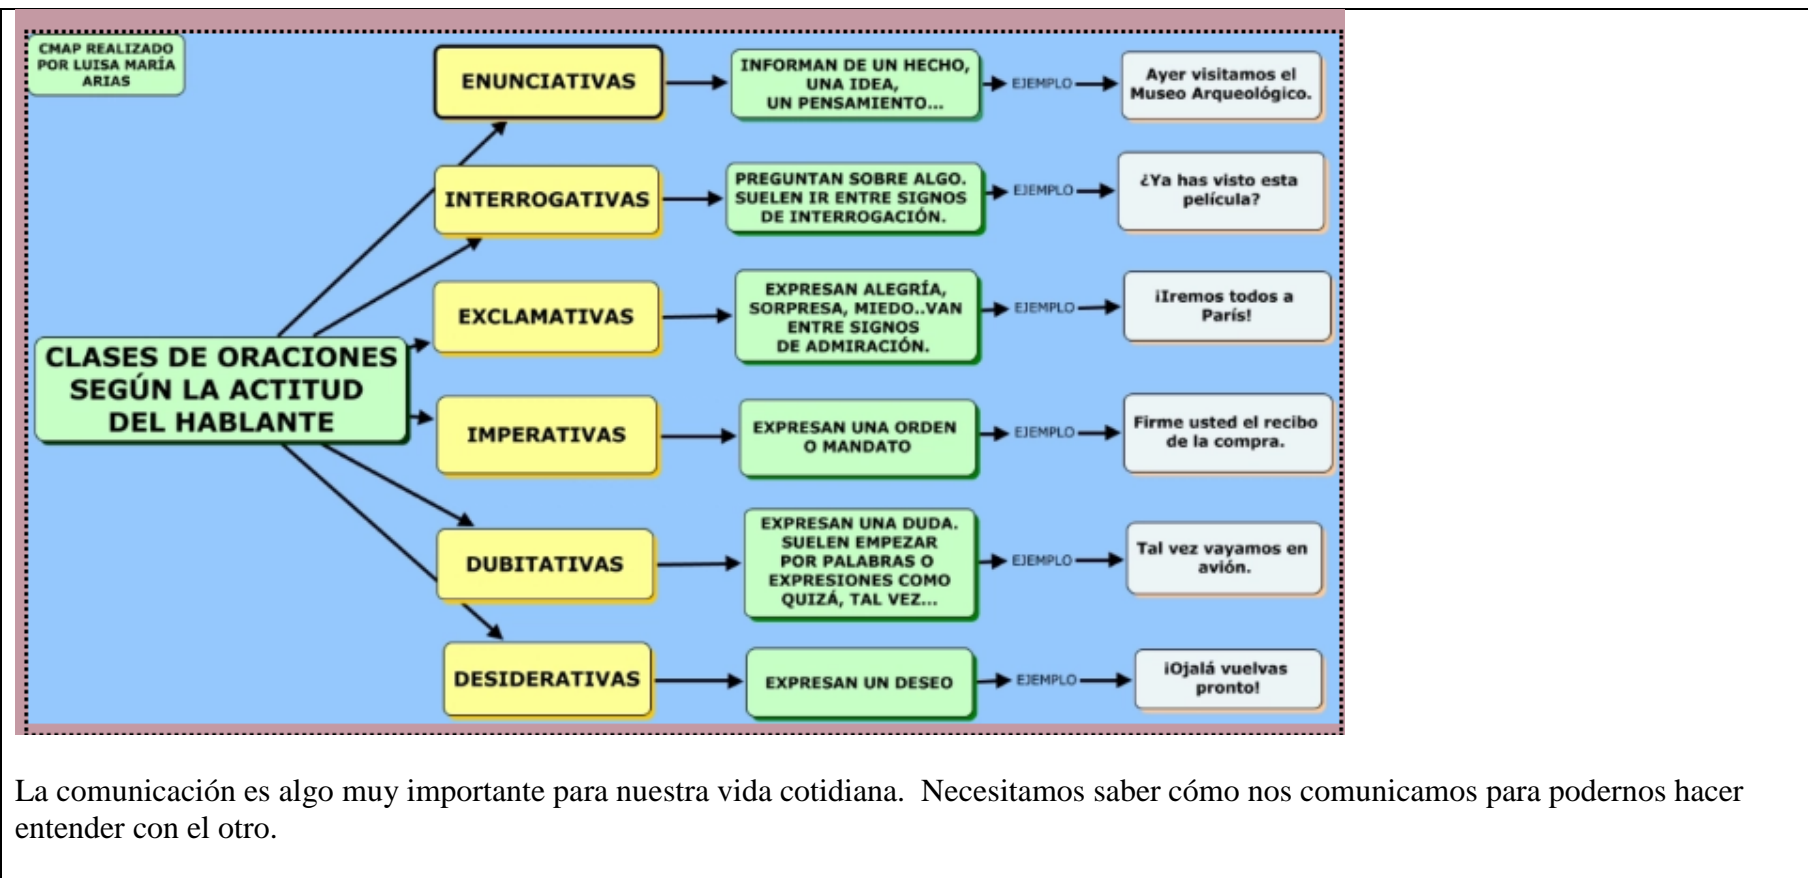 CMAP REALIZADO
POR LUISA MARÍA
ARIAS
CLASES DE ORACIONES
SEGÚN LA ACTITUD
DEL HABLANTE
ENUNCIATIVAS
INFORMAN DE UN HECHO,
UNA IDEA,
UN PENSAMIENTO...
EJEMPLO
Ayer visitamos el
Museo Arqueológico.
INTERROGATIVAS
PREGUNTAN SOBRE ALGO.
SUELEN IR ENTRE SIGNOS
DE INTERROGACIÓN.
EJEMPLO
¿Ya has visto esta
película?
EXCLAMATIVAS
EXPRESAN ALEGRÍA,
SORPRESA, MIEDO..VAN
ENTRE SIGNOS
DE ADMIRACIÓN.
EJEMPLO
¡Iremos todos a
París!
IMPERATIVAS
EXPRESAN UNA ORDEN
O MANDATO
EJEMPLO
Firme usted el recibo
de la compra.
DUBITATIVAS
EXPRESAN UNA DUDA.
SUELEN EMPEZAR
POR PALABRAS O
EXPRESIONES COMO
QUIZÁ, TAL VEZ...
EJEMPLO
Tal vez vayamos en
avión.
DESIDERATIVAS
EXPRESAN UN DESEO
EJEMPLO
¡Ojalá vuelvas
pronto!
La comunicación es algo muy importante para nuestra vida cotidiana.  Necesitamos saber cómo nos comunicamos para podernos hacer
entender con el otro.